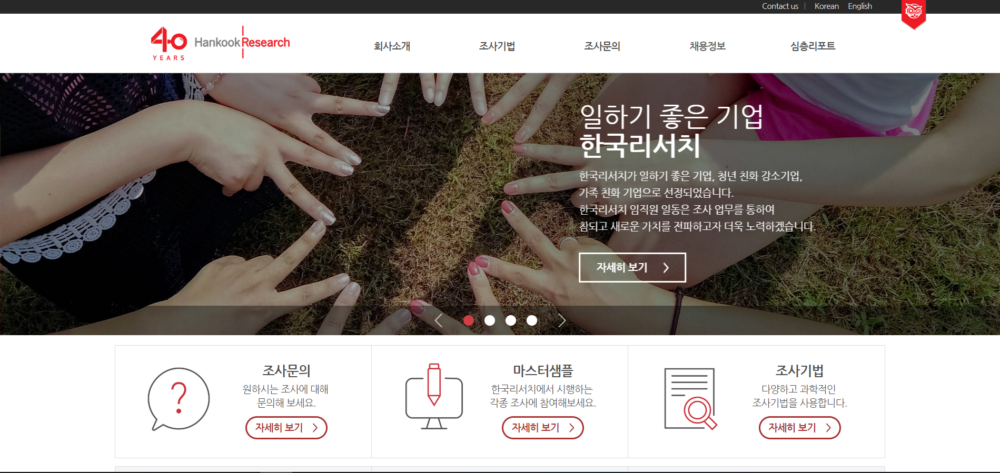 Contact us | Korean English
40 YEARS
Hankook Research
회사소개 조사기법 조사문의 채용정보 심층리포트
일하기 좋은 기업
한국리서치
한국리서치가 일하기 좋은 기업, 청년 친화 강소기업,
가족 친화 기업으로 선정되었습니다.
한국리서치 임직원 일동은 조사 업무를 통하여
참되고 새로운 가치를 전파하고자 더욱 노력하겠습니다.
자세히 보기
조사문의
원하시는 조사에 대해
문의해 보세요.
자세히 보기
마스터샘플
한국리서치에서 시행하는
각종 조사에 참여해보세요.
자세히 보기
조사기법
다양하고 과학적인
조사기법을 사용합니다.
자세히 보기